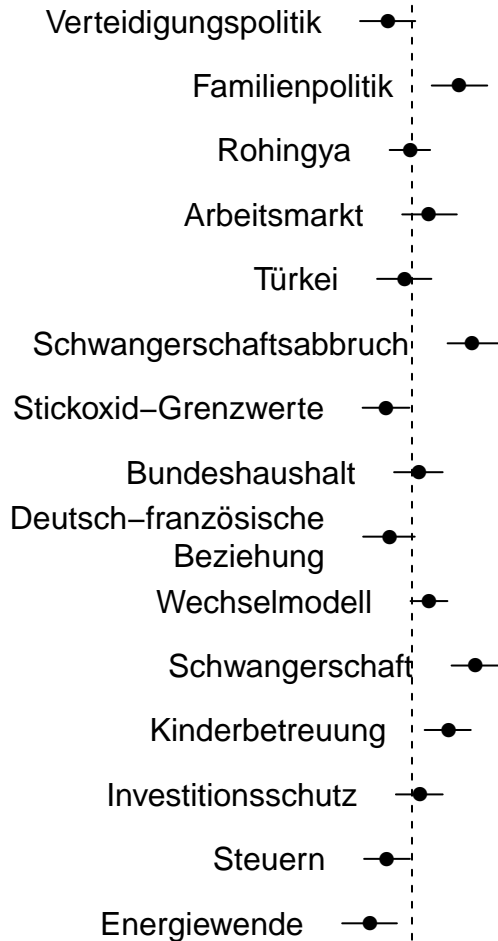 Verteidigungspolitik
Familienpolitik
Rohingya
Arbeitsmarkt
Türkei
Schwangerschaftsabbruch
Stickoxid−Grenzwerte
Bundeshaushalt
Deutsch−französische
Beziehung
Wechselmodell
Schwangerschaft
Kinderbetreuung
Investitionsschutz
Steuern
Energiewende